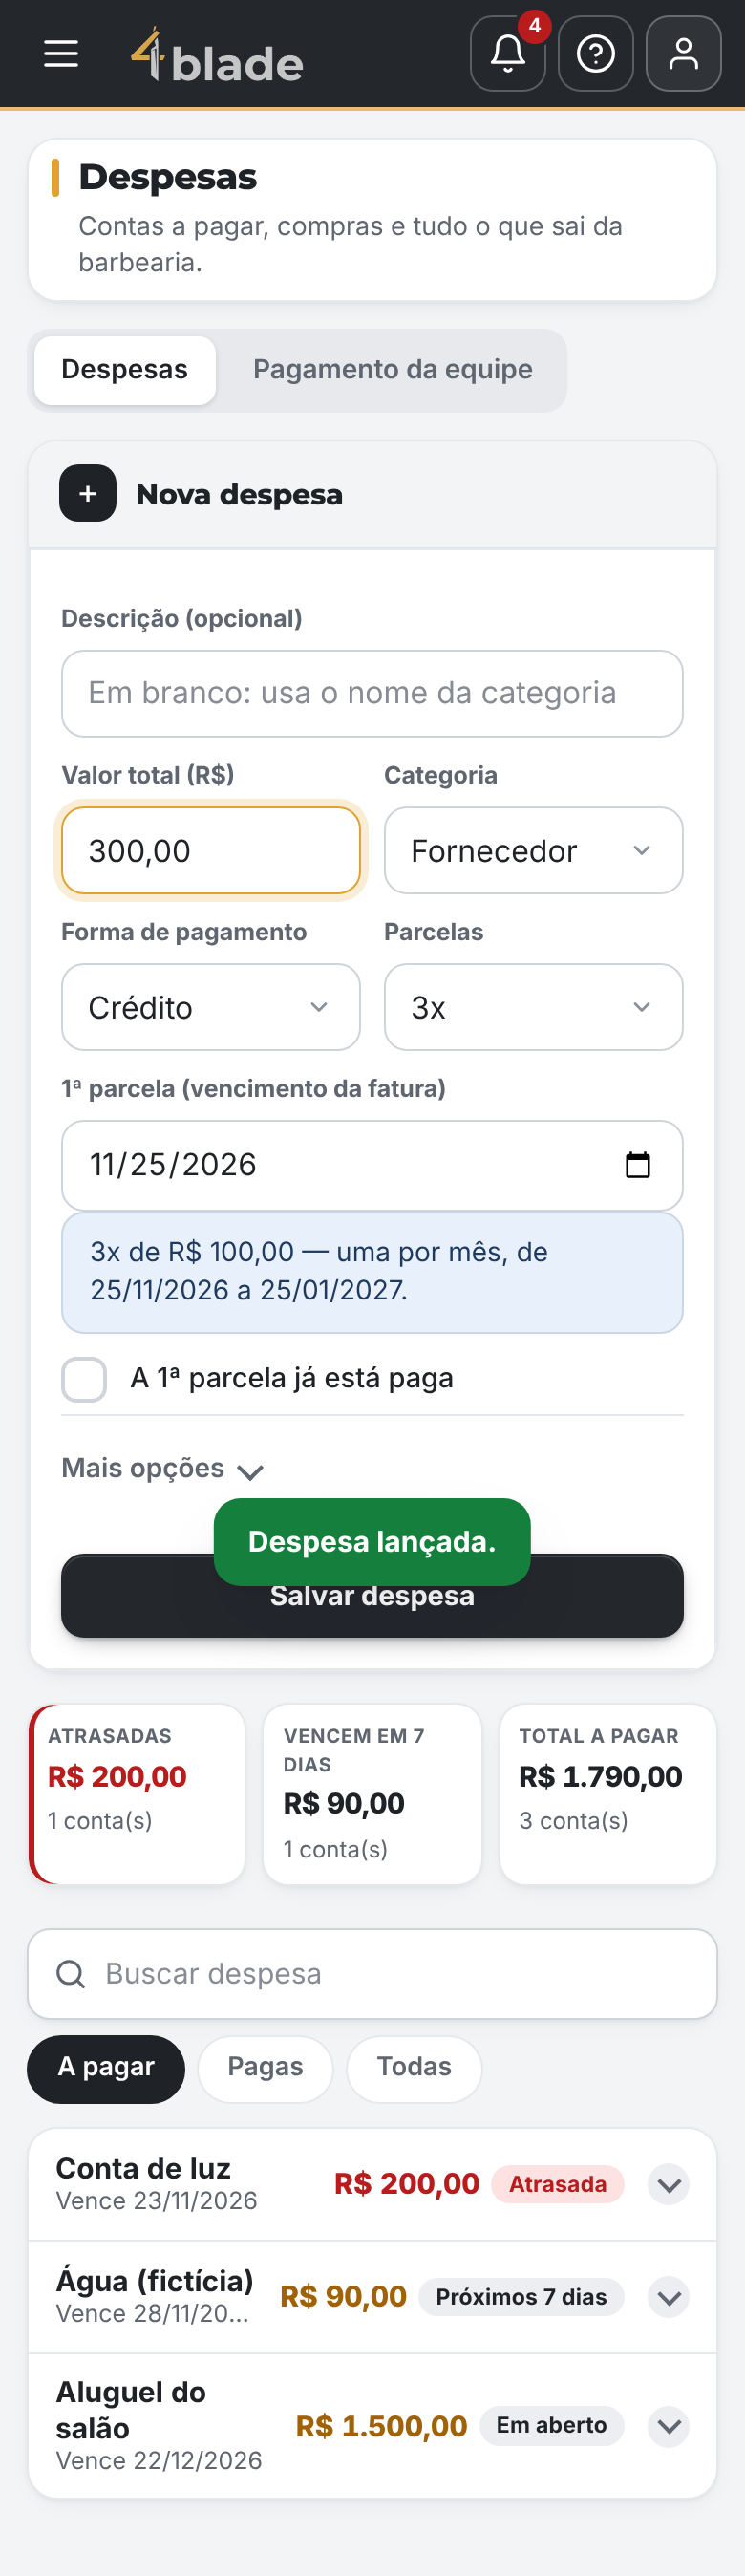 4blade
4
Despesas
Contas a pagar, compras e tudo o que sai da
barbearia.
Despesas
Pagamento da equipe
+ Nova despesa
Descrição (opcional)
Em branco: usa o nome da categoria
Valor total (R$)
Categoria
300,00
Fornecedor
Forma de pagamento
Parcelas
Crédito
3x
1ª parcela (vencimento da fatura)
11/25/2026
3x de R$ 100,00 — uma por mês, de
25/11/2026 a 25/01/2027.
A 1ª parcela já está paga
Mais opções
Despesa lançada.
Salvar despesa
ATRASADAS
R$ 200,00
1 conta(s)
VENCEM EM 7
DIAS
R$ 90,00
1 conta(s)
TOTAL A PAGAR
R$ 1.790,00
3 conta(s)
Buscar despesa
A pagar
Pagas
Todas
Conta de luz
Vence 23/11/2026
R$ 200,00
Atrasada
Água (fictícia)
Vence 28/11/20...
R$ 90,00
Próximos 7 dias
Aluguel do
salão
Vence 22/12/2026
R$ 1.500,00
Em aberto